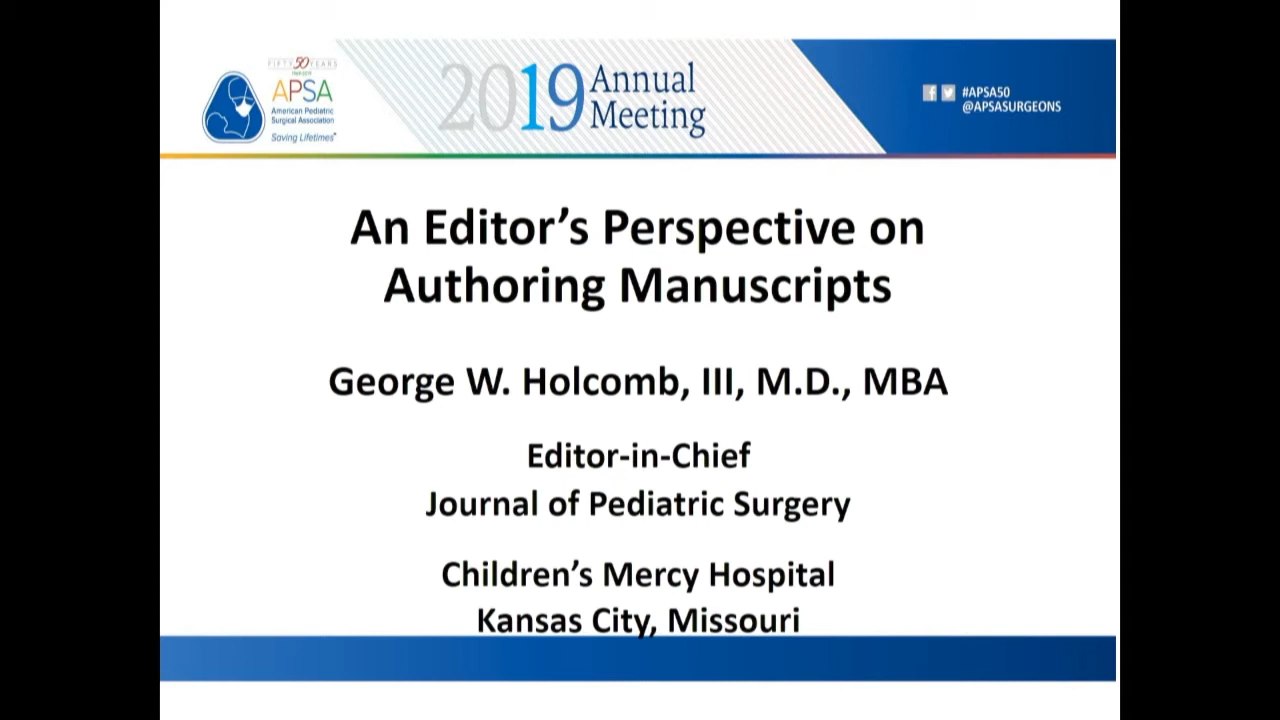 FIFTY 50 YEARS
APSA
American Pediatric
Surgical Association
Saving Lifetimes
2019 Annual
Meeting
#APSA50
@APSASURGEONS
An Editor’s Perspective on
Authoring Manuscripts
George W. Holcomb, III, M.D., MBA
Editor-in-Chief
Journal of Pediatric Surgery
Children’s Mercy Hospital
Kansas City, Missouri